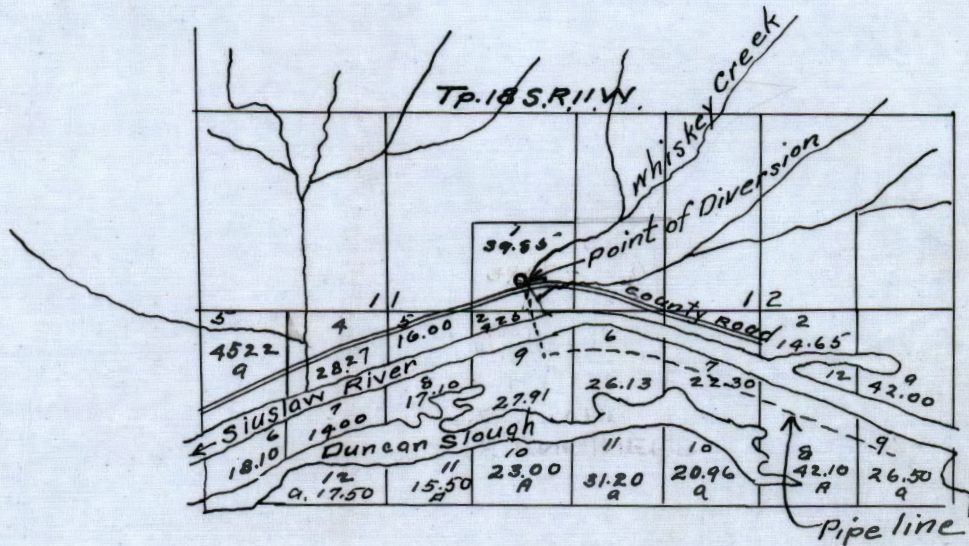 Tp. 18 S. R. 11. W.
Whiskey Creek
point of Diversion
1
39.85
11
12
County Road
5
4522
a
4
28.27
5
16.00
2
4.26
2
14.65
6
9
7
22.30
12
a
42.00
Siuslaw River
8
17.10
27.91
26.13
6
18.10
7
14.00
Duncan Slough
12
a. 17.50
11
15.50
A
10
23.00
A
11
31.20
a
10
20.96
a
8
42.10
A
9
26.50
a
Pipe line